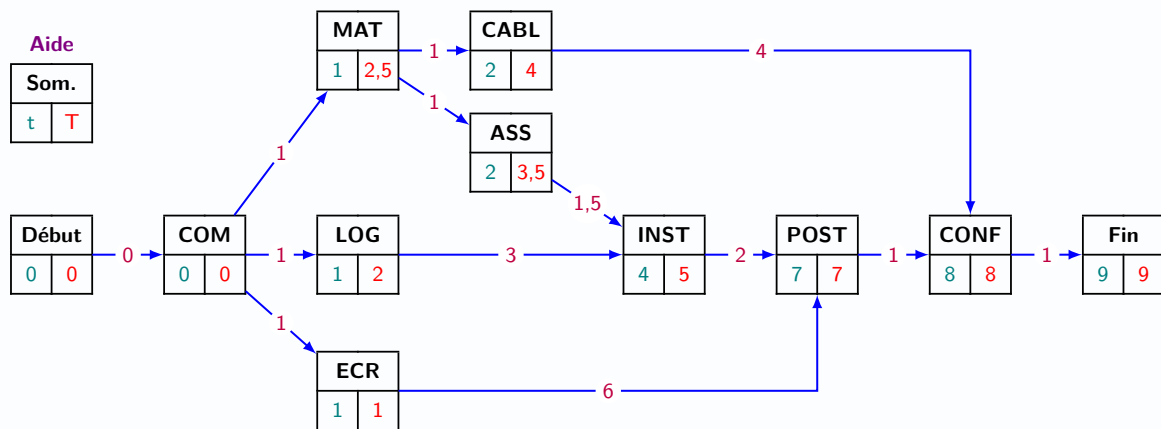 Aide
Som.
t T
MAT
1 2,5
1
CABL
2 4
4
1
ASS
2 3,5
1,5
1
Début
0 0
0
COM
0 0
1
LOG
1 2
3
INST
4 5
2
POST
7 7
1
CONF
8 8
1
Fin
9 9
1
ECR
1 1
6